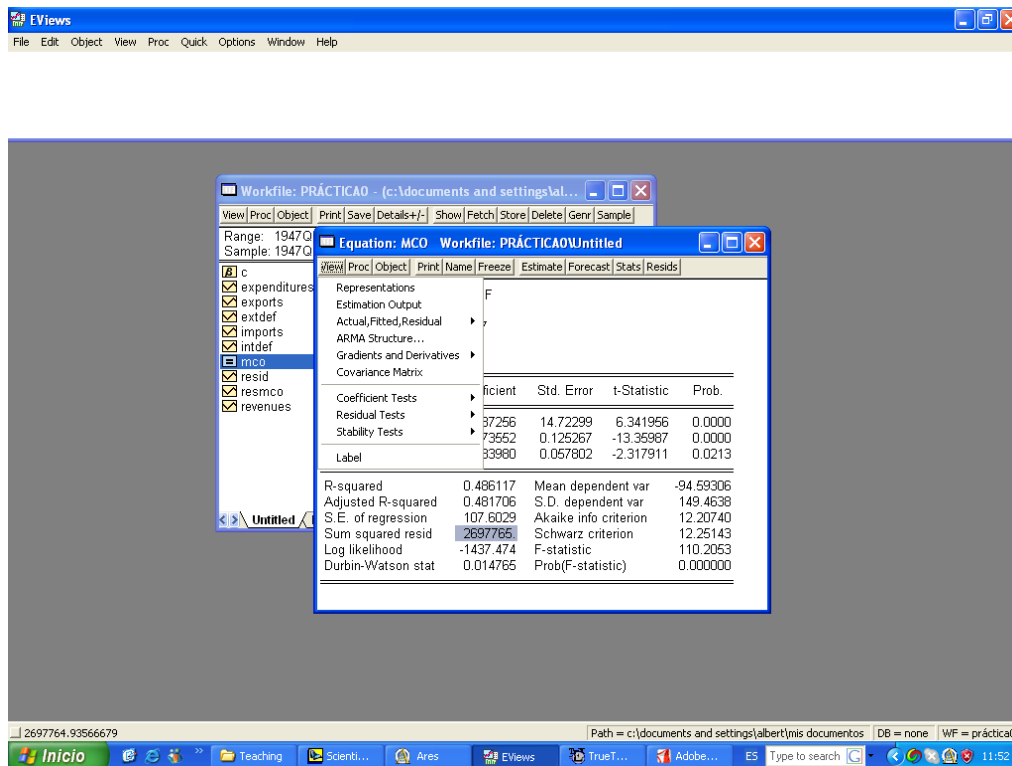 EViews
File Edit Object View Proc Quick Options Window Help
Workfile: PRÁCTICA0 - (c:\documents and settings\al...
View Proc Object Print Save Details+/- Show Fetch Store Delete Genr Sample
Range: 1947Q
Sample: 1947Q
c
expenditures
exports
extdef
imports
intdef
mco
resid
resmco
revenues
Untitled
Equation: MCO Workfile: PRÁCTICA0\Untitled
View Proc Object Print Name Freeze Estimate Forecast Stats Resids
Representations
Estimation Output
Actual,Fitted,Residual
ARMA Structure...
Gradients and Derivatives
Covariance Matrix
Coefficient Tests
Residual Tests
Stability Tests
Label
F
ficient Std. Error t-Statistic Prob.
37256 14.72299 6.341956 0.0000
73552 0.125267 -13.35987 0.0000
33980 0.057802 -2.317911 0.0213
R-squared 0.486117 Mean dependent var -94.59306
Adjusted R-squared 0.481706 S.D. dependent var 149.4638
S.E. of regression 107.6029 Akaike info criterion 12.20740
Sum squared resid 2697765. Schwarz criterion 12.25143
Log likelihood -1437.474 F-statistic 110.2053
Durbin-Watson stat 0.014765 Prob(F-statistic) 0.000000
2697764.93566679 Path = c:\documents and settings\albert\mis documentos DB = none WF = práctica0
Inicio Teaching Scienti... Ares EViews TrueT... Adobe... ES Type to search 11:52